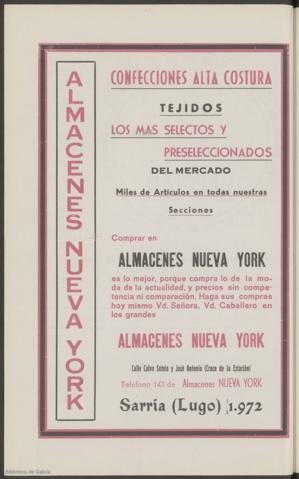 ALMACENES NUEVA YORK
CONFECCIONES ALTA COSTURA
TEJIDOS
LOS MAS SELECTOS Y
PRESELECCIONADOS
DEL MERCADO
Miles de Artículos en todas nuestras
Secciones
Comprar en
ALMACENES NUEVA YORK
es lo mejor, porque compra lo de la mo-
da de la actualidad, y precios sin compe-
tencia ni comparación. Haga sus compras
hoy mismo Vd. Señora, Vd. Caballero en
los grandes
ALMACENES NUEVA YORK
Calle Calvo Sotelo y José Antonio (Cruce de la Estación)
Teléfono 143 de Almacenes NUEVA YORK
Sarría (Lugo) 1.972
Biblioteca de Galicia